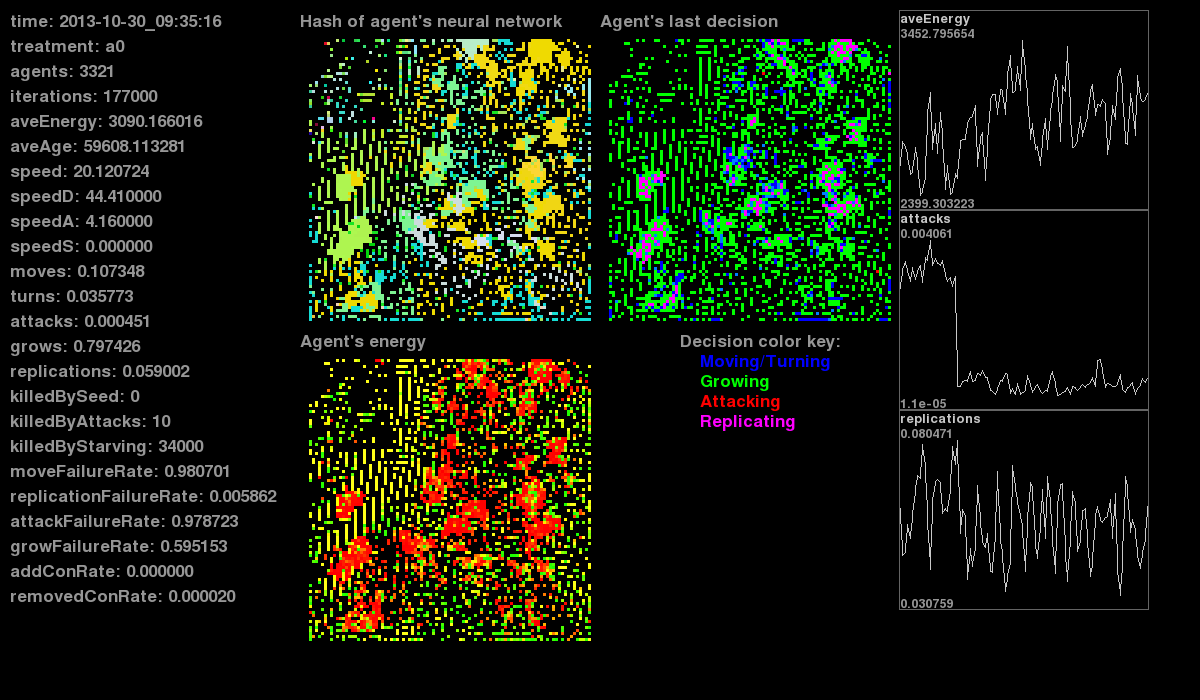 time: 2013-10-30_09:35:16
treatment: a0
agents: 3321
iterations: 177000
aveEnergy: 3090.166016
aveAge: 59608.113281
speed: 20.120724
speedD: 44.410000
speedA: 4.160000
speedS: 0.000000
moves: 0.107348
turns: 0.035773
attacks: 0.000451
grows: 0.797426
replications: 0.059002
killedBySeed: 0
killedByAttacks: 10
killedByStarving: 34000
moveFailureRate: 0.980701
replicationFailureRate: 0.005862
attackFailureRate: 0.978723
growFailureRate: 0.595153
addConRate: 0.000000
removedConRate: 0.000020
Hash of agent's neural network
Agent's last decision
Agent's energy
Decision color key:
Moving/Turning
Growing
Attacking
Replicating
aveEnergy
3452.795654
2399.303223
attacks
0.004061
1.1e-05
replications
0.080471
0.030759